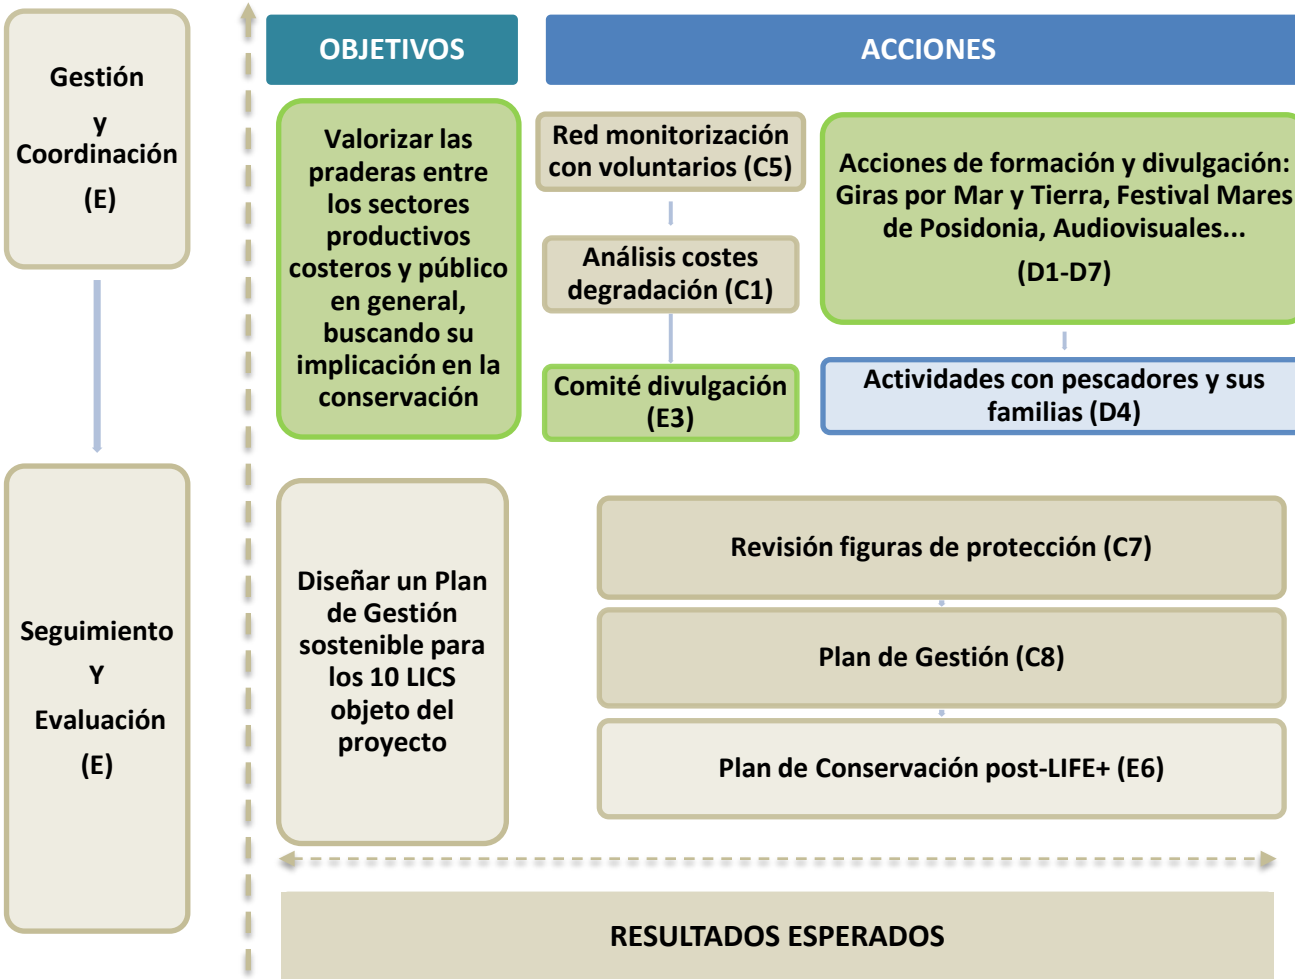 Gestión
y
Coordinación
(E)
Seguimiento
Y
Evaluación
(E)
OBJETIVOS
ACCIONES
Valorizar las
praderas entre
los sectores
productivos
costeros y público
en general,
buscando su
implicación en la
conservación
Red monitorización
con voluntarios (C5)
Análisis costes
degradación (C1)
Comité divulgación
(E3)
Acciones de formación y divulgación:
Giras por Mar y Tierra, Festival Mares
de Posidonia, Audiovisuales...
(D1-D7)
Actividades con pescadores y sus
familias (D4)
Diseñar un Plan
de Gestión
sostenible para
los 10 LICS
objeto del
proyecto
Revisión figuras de protección (C7)
Plan de Gestión (C8)
Plan de Conservación post-LIFE+ (E6)
RESULTADOS ESPERADOS